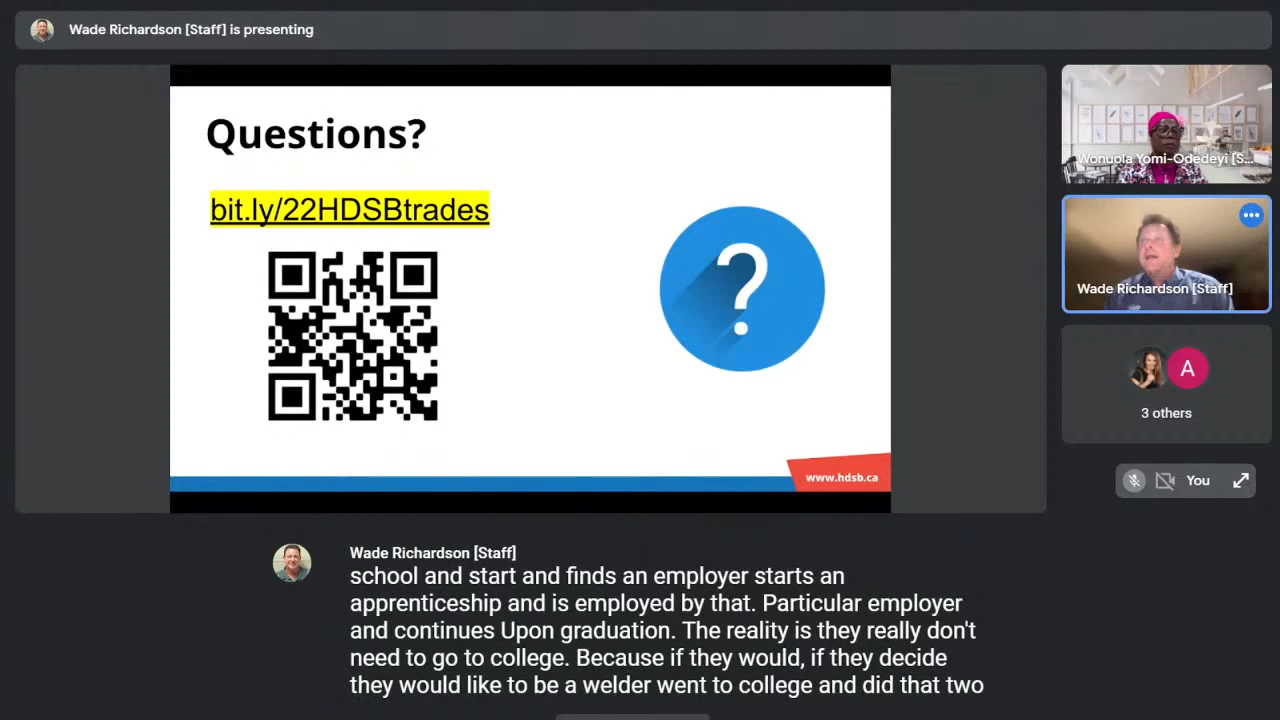 Wade Richardson [Staff] is presenting
Questions?
bit.ly/22HDSBtrades
www.hdsb.ca
Wonuola Yomi-Odedeyi [S...
Wade Richardson [Staff]
A
3 others
You
Wade Richardson [Staff]
school and start and finds an employer starts an
apprenticeship and is employed by that. Particular employer
and continues Upon graduation. The reality is they really don't
need to go to college. Because if they would, if they decide
they would like to be a welder went to college and did that two